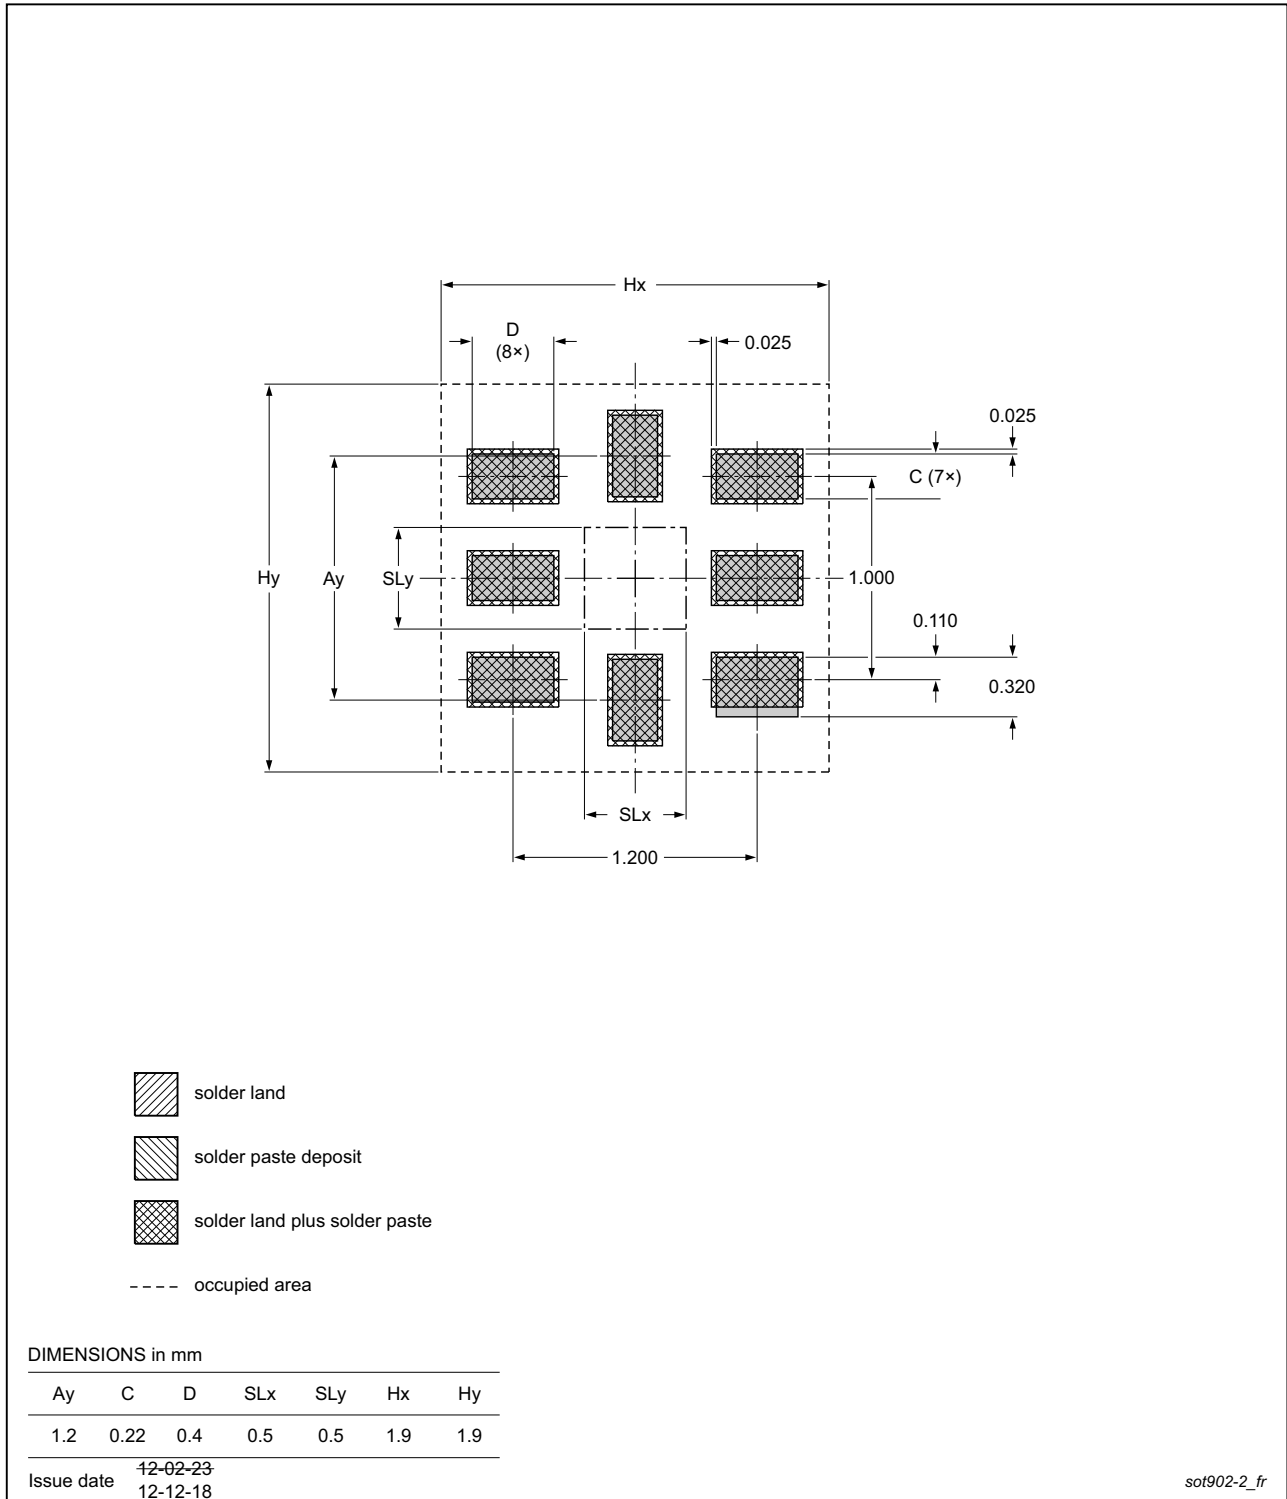 Hx
D
(8×)
0.025
0.025
C (7×)
Hy
Ay
SLy
1.000
0.110
0.320
SLx
1.200
solder land
solder paste deposit
solder land plus solder paste
occupied area
DIMENSIONS in mm
Ay C D SLx SLy Hx Hy
1.2 0.22 0.4 0.5 0.5 1.9 1.9
Issue date
12-02-23
12-12-18
sot902-2_fr